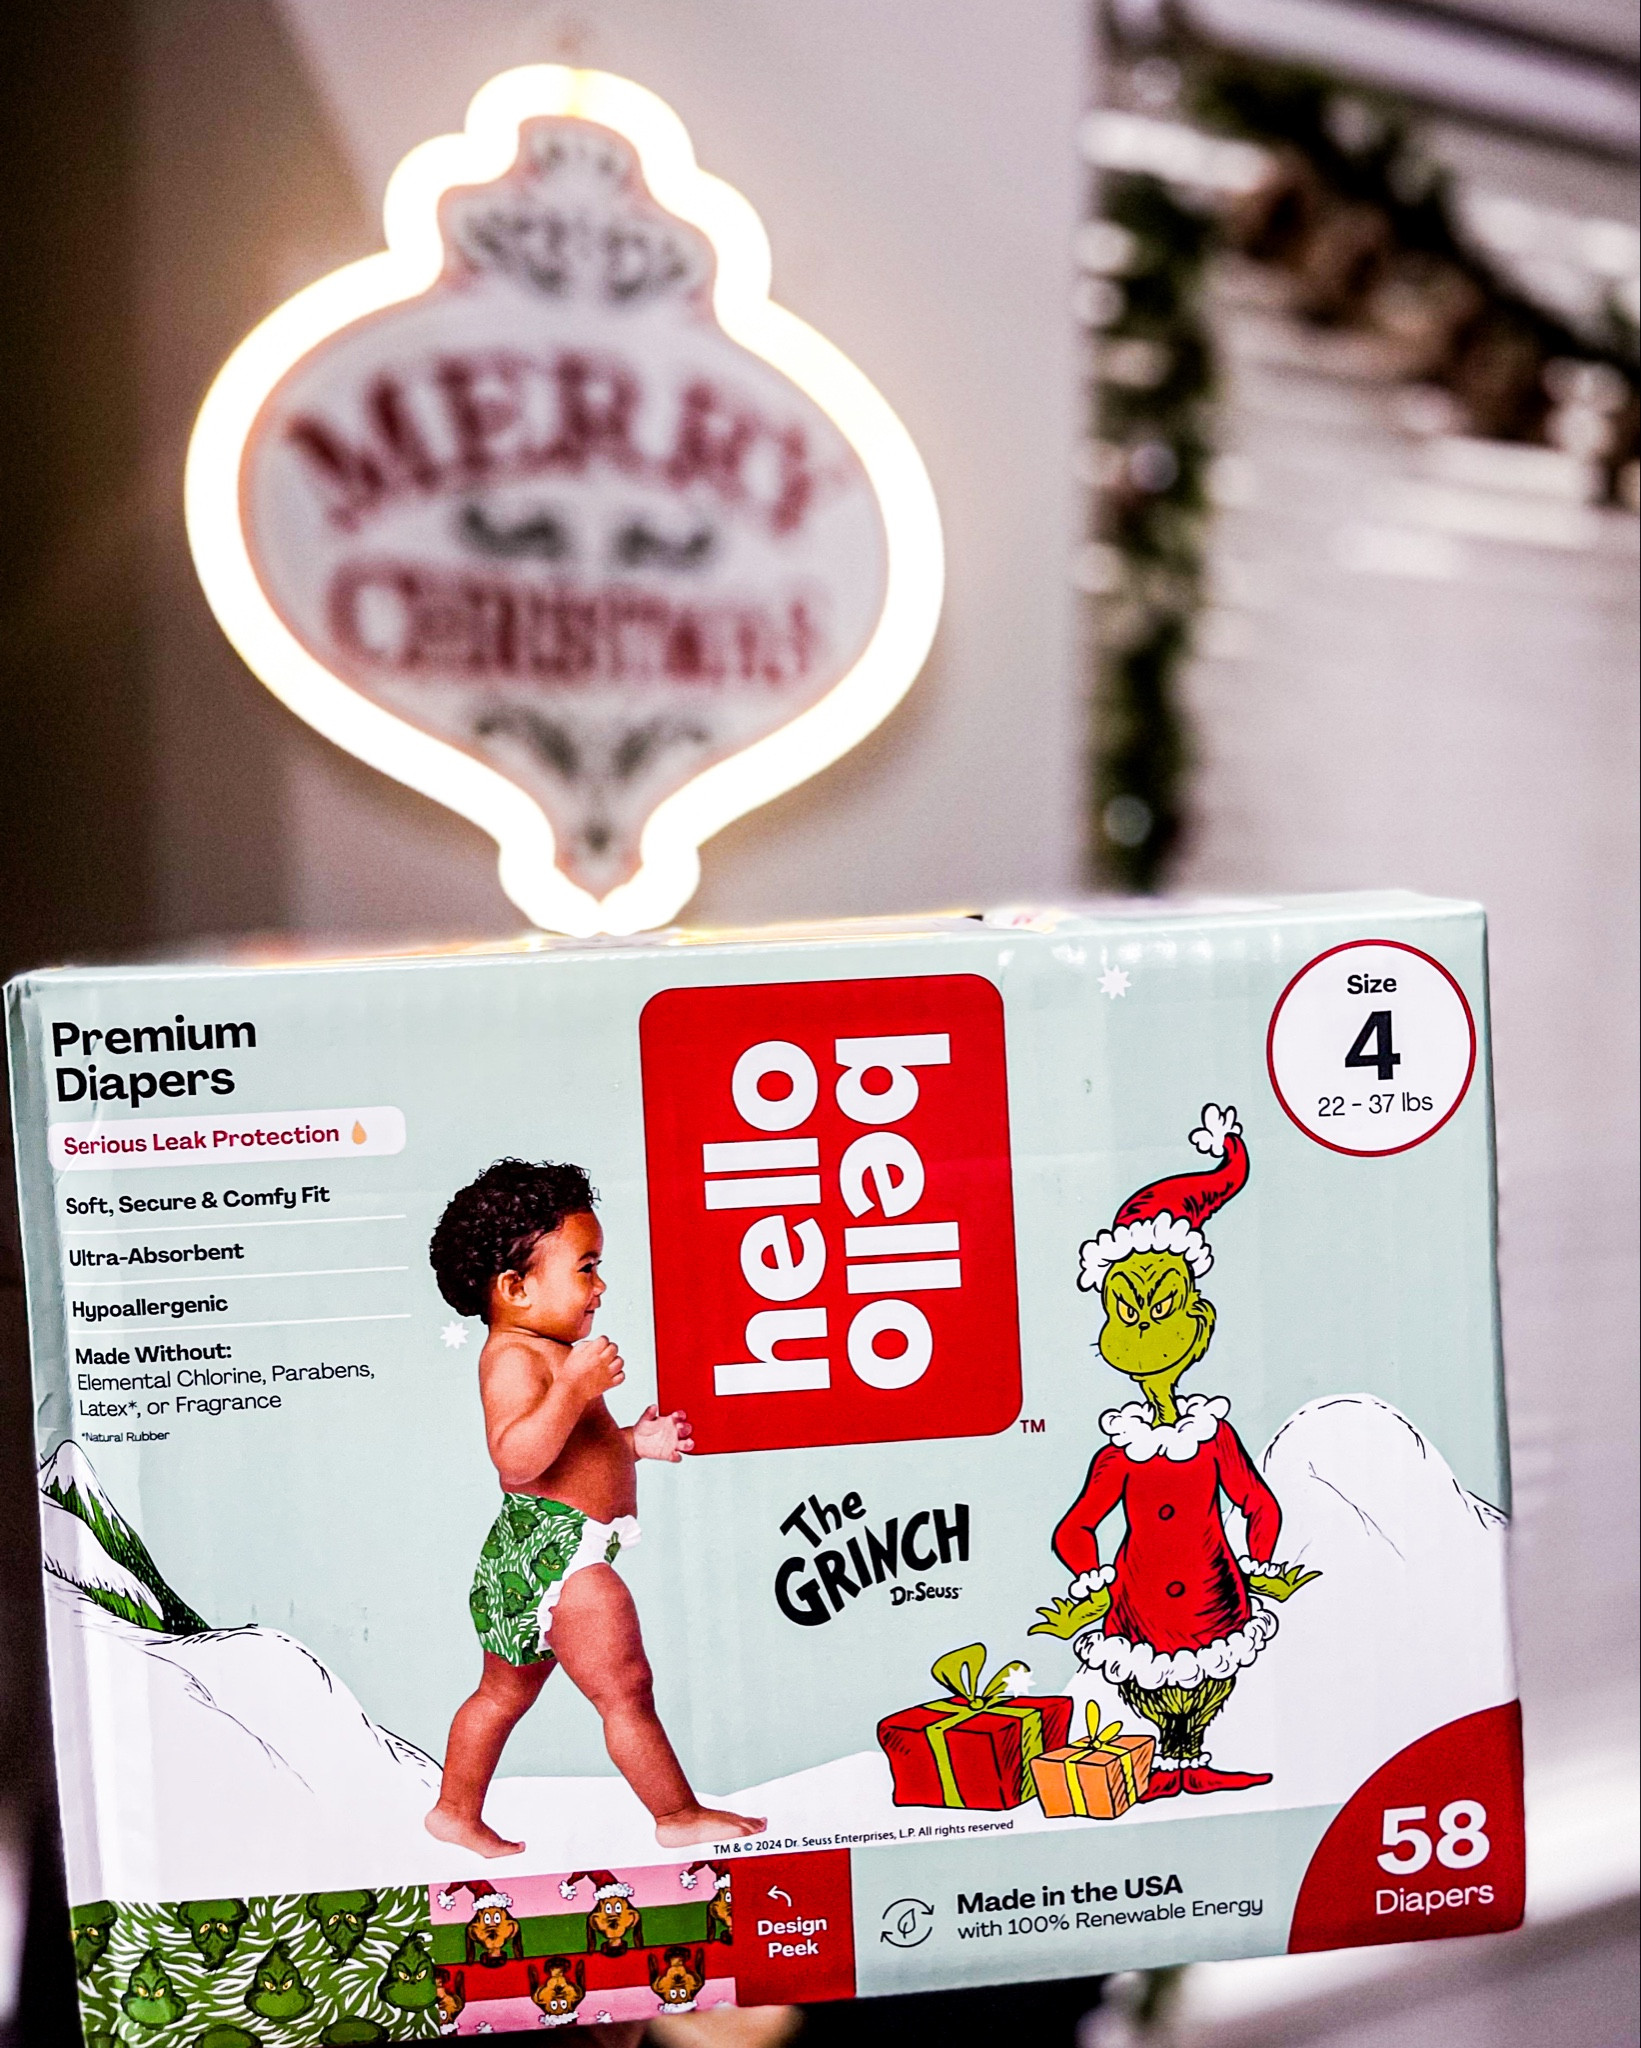 MERRY
CHRISTMAS
Premium
Diapers
Serious Leak Protection
Soft, Secure & Comfy Fit
Ultra-Absorbent
Hypoallergenic
Made Without:
Elemental Chlorine, Parabens,
Latex*, or Fragrance
*Natural Rubber
hello
bello
TM
The
GRINCH
Dr. Seuss
Size
4
22 - 37 lbs
TM & © 2024 Dr. Seuss Enterprises, L.P. All rights reserved
Design
Peek
Made in the USA
with 100% Renewable Energy
58
Diapers